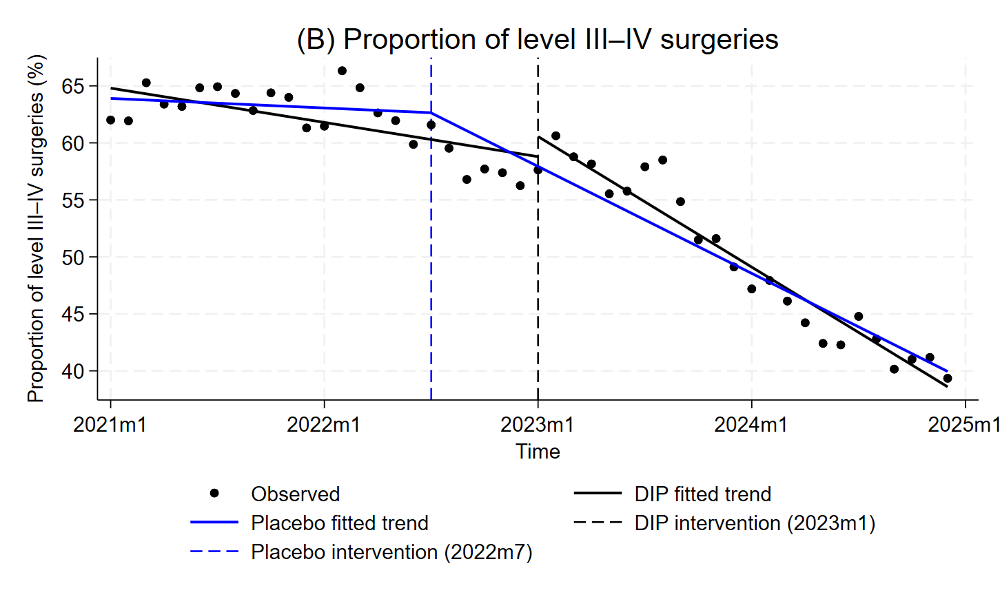 (B) Proportion of level III–IV surgeries
Proportion of level III–IV surgeries (%)
65
60
55
50
45
40
2021m1
2022m1
2023m1
2024m1
2025m1
Time
Observed
DIP fitted trend
Placebo fitted trend
DIP intervention (2023m1)
Placebo intervention (2022m7)